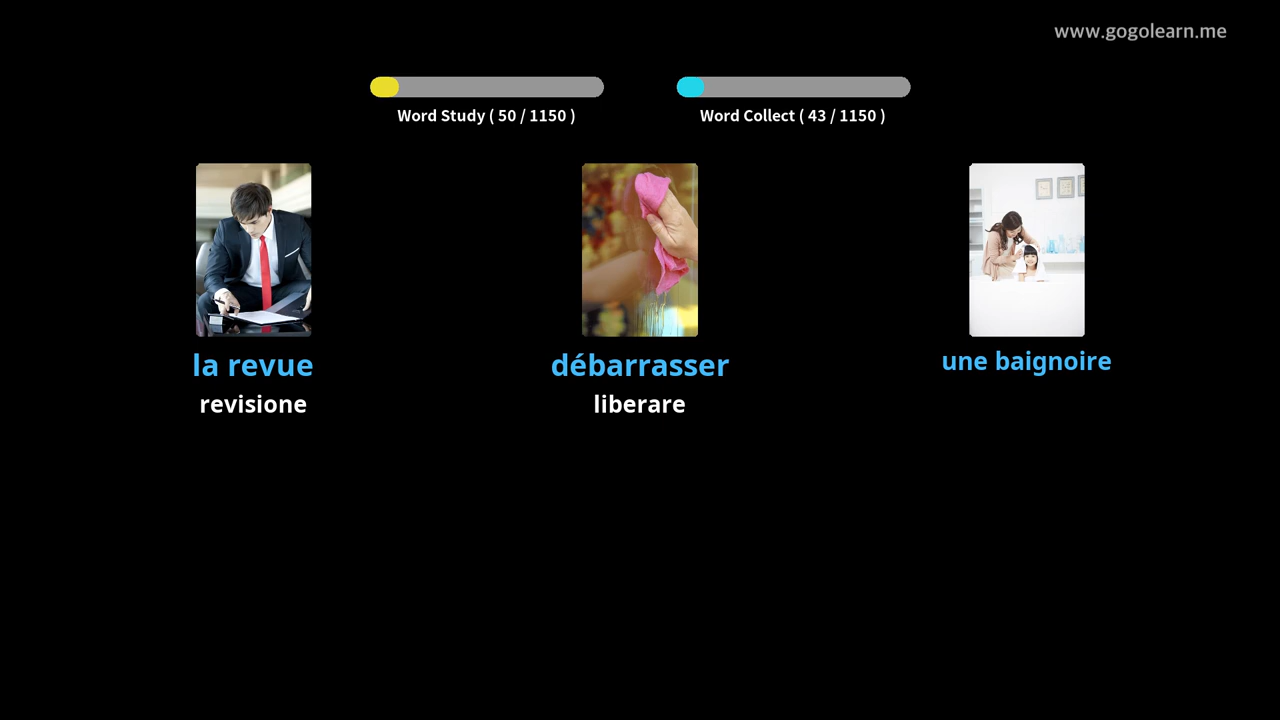 www.gogolearn.me
Word Study ( 50 / 1150 )
Word Collect ( 43 / 1150 )
la revue
débarrasser
une baignoire
revisione
liberare